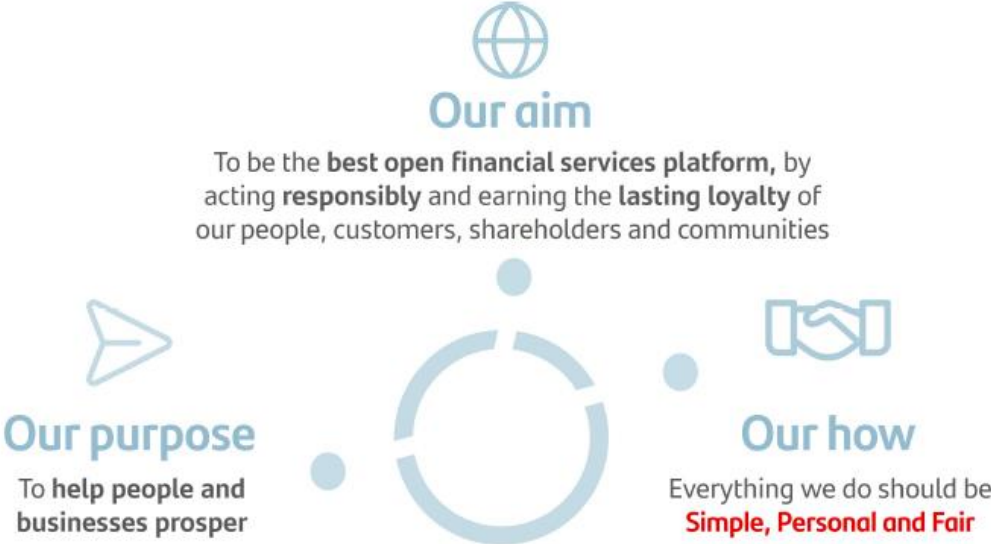 Our aim
To be the best open financial services platform, by
acting responsibly and earning the lasting loyalty of
our people, customers, shareholders and communities
Our purpose
To help people and
businesses prosper
Our how
Everything we do should be
Simple, Personal and Fair